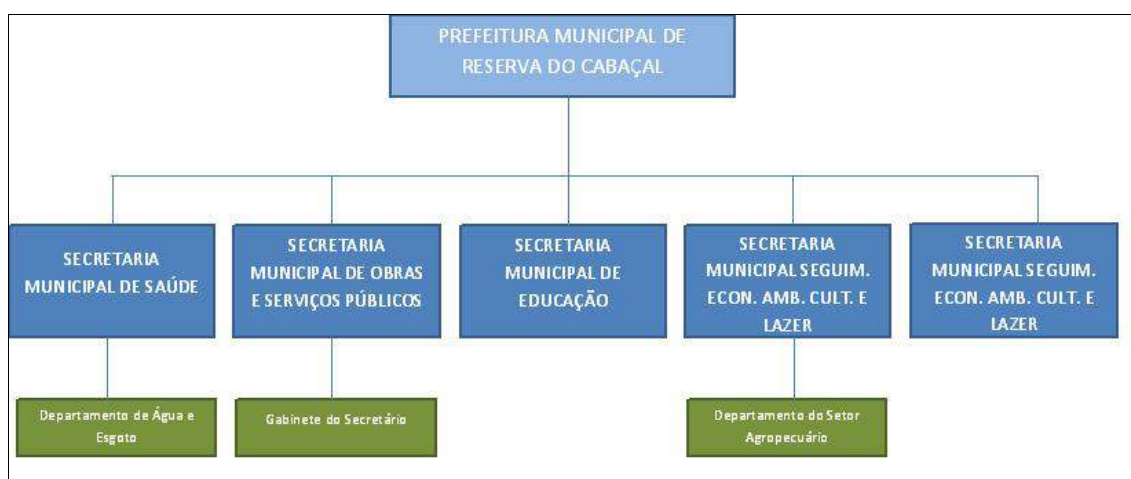 PREFEITURA MUNICIPAL DE
RESERVA DO CABAÇAL
SECRETARIA
MUNICIPAL DE SAÚDE
SECRETARIA
MUNICIPAL DE OBRAS
E SERVIÇOS PÚBLICOS
SECRETARIA
MUNICIPAL DE
EDUCAÇÃO
SECRETARIA
MUNICIPAL SEGUIM.
ECON. AMB. CULT. E
LAZER
SECRETARIA
MUNICIPAL SEGUIM.
ECON. AMB. CULT. E
LAZER
Departamento de Água e
Esgoto
Gabinete do Secretário
Departamento do Setor
Agropecuário